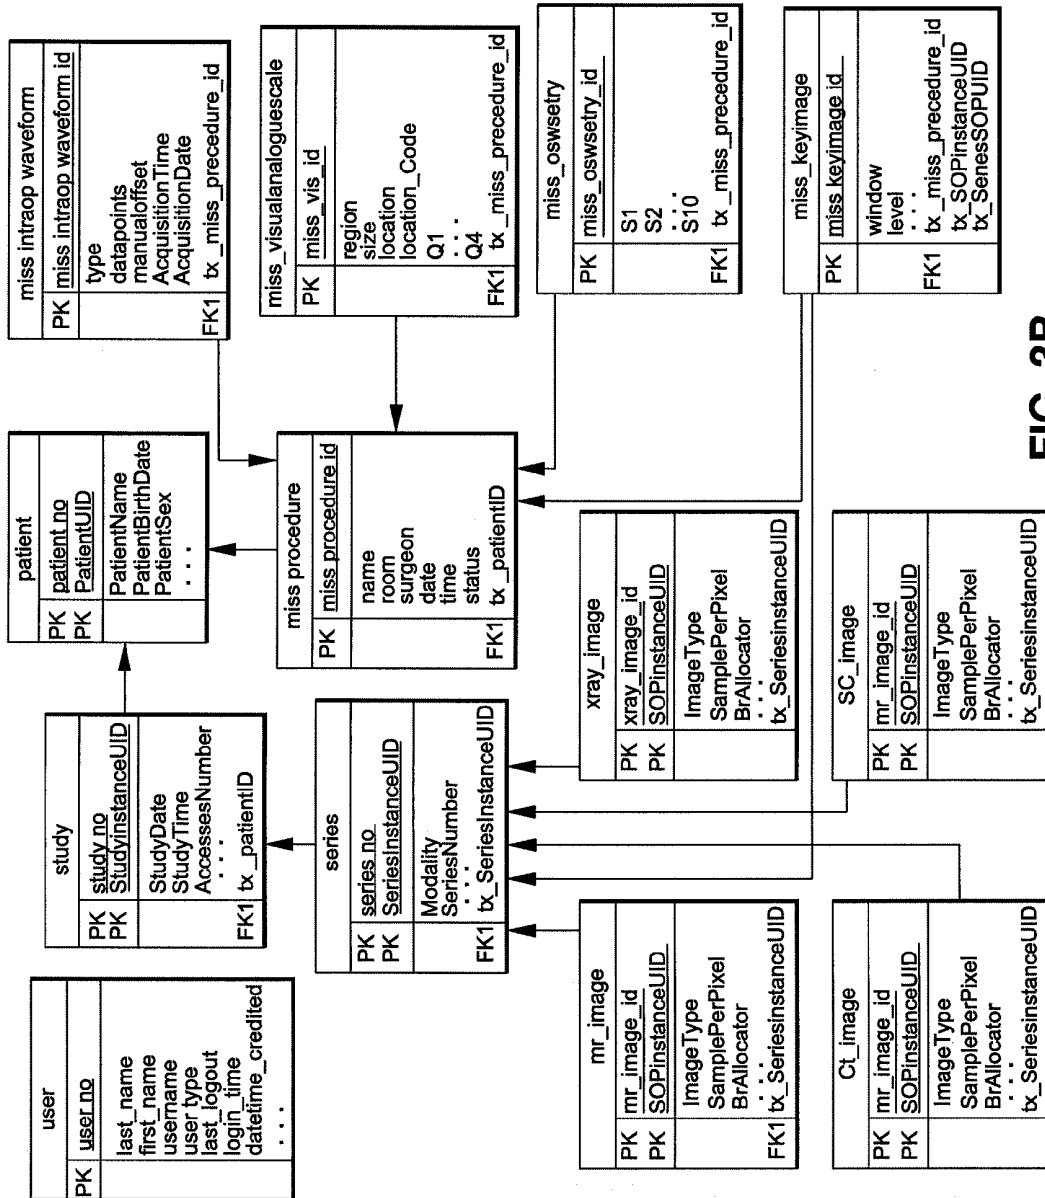 user
PK user no
last_name
first_name
username
user type
last_logout
login_time
datetime_credited
. . .
study
PK study no
PK StudyinstanceUID
StudyDate
StudyTime
AccessesNumber
. . .
FK1 tx_patientID
patient
PK patient no
PK PatientUID
PatientName
PatientBirthDate
PatientSex
. . .
miss intraop waveform
PK miss intraop waveform id
type
datapoints
manualoffset
AcquisitionTime
AcquisitionDate
FK1 tx_miss_precedure_id
series
PK series no
PK SeriesInstanceUID
Modality
SeriesNumber
. . .
FK1 tx_SeriesInstanceUID
miss procedure
PK miss procedure id
name
room
surgeon
date
time
status
FK1 tx_patientID
miss_visualanaloguescale
PK miss_vis_id
region
size
location
location_Code
Q1
. . .
Q4
FK1 tx_miss_precedure_id
miss_oswsetry
PK miss_oswsetry_id
S1
S2
. . .
S10
FK1 tx_miss_precedure_id
mr_image
PK mr_image_id
PK SOPinstanceUID
ImageType
SamplePerPixel
BrAllocator
. . .
FK1 tx_SeriesinstanceUID
xray_image
PK xray_image_id
PK SOPinstanceUID
ImageType
SamplePerPixel
BrAllocator
. . .
tx_SeriesinstanceUID
miss_keyimage
PK miss keyimage id
window
level
. . .
FK1 tx_miss_precedure_id
tx_SOPinstanceUID
tx_SenesSOPUID
Ct_image
PK mr_image_id
PK SOPinstanceUID
ImageType
SamplePerPixel
BrAllocator
. . .
tx_SeriesinstanceUID
SC_image
PK mr_image_id
PK SOPinstanceUID
ImageType
SamplePerPixel
BrAllocator
. . .
tx_SeriesinstanceUID